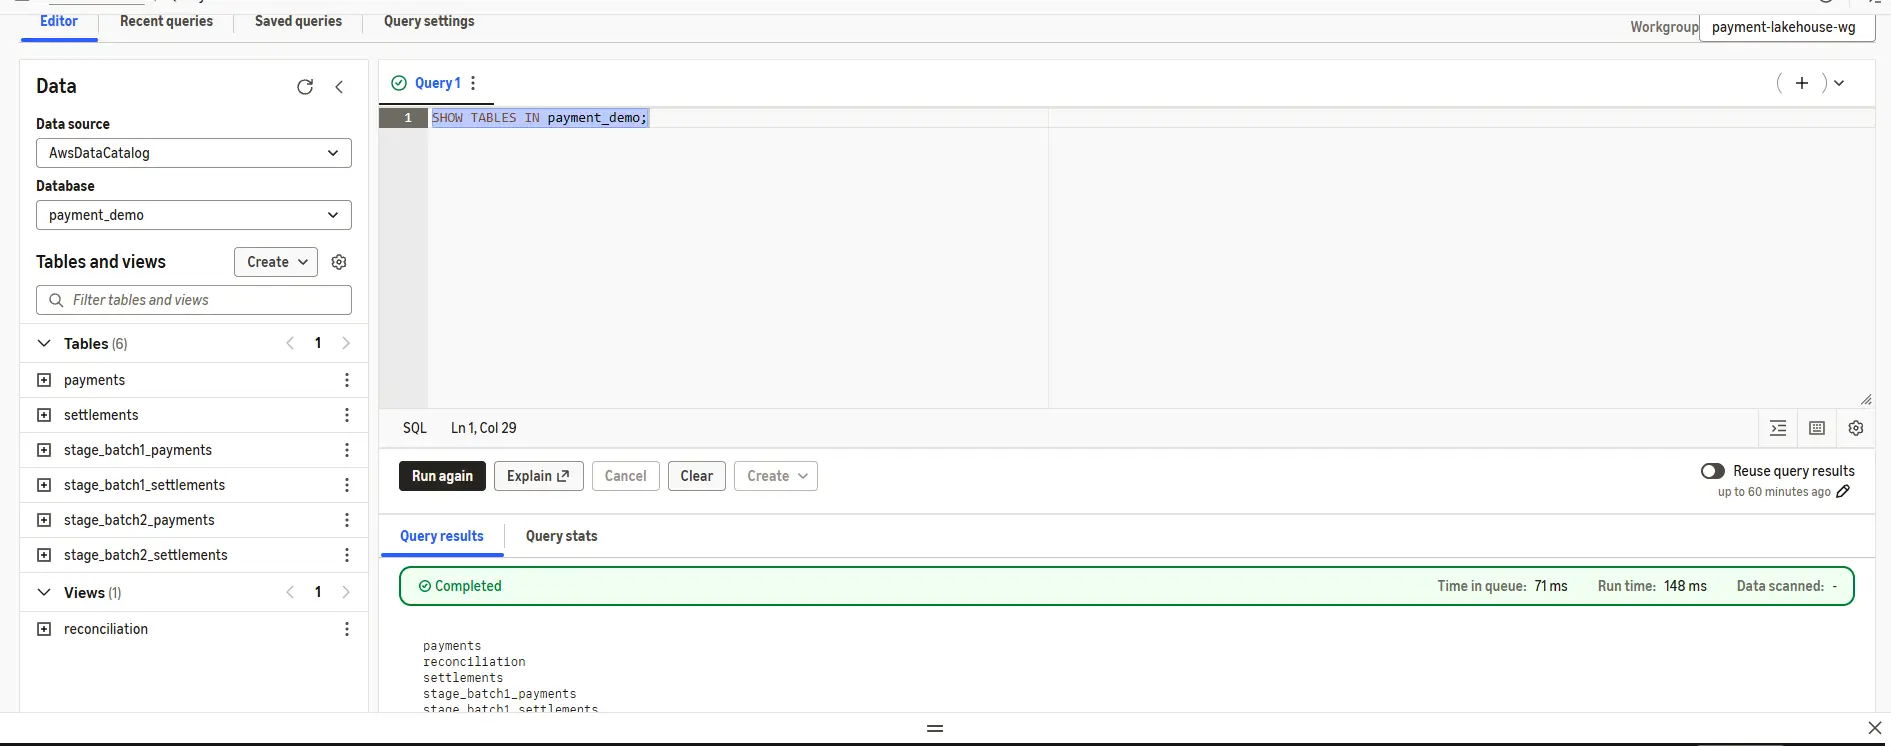 Editor
Recent queries
Saved queries
Query settings
Workgroup
payment-lakehouse-wg
Data
Data source
AwsDataCatalog
Database
payment_demo
Tables and views
Create
Filter tables and views
Tables (6)
1
payments
settlements
stage_batch1_payments
stage_batch1_settlements
stage_batch2_payments
stage_batch2_settlements
Views (1)
1
reconciliation
Query 1
1 SHOW TABLES IN payment_demo;
SQL
Ln 1, Col 29
Run again
Explain
Cancel
Clear
Create
Reuse query results
up to 60 minutes ago
Query results
Query stats
Completed
Time in queue: 71 ms
Run time: 148 ms
Data scanned: -
payments
reconciliation
settlements
stage_batch1_payments
stage_batch1_settlements